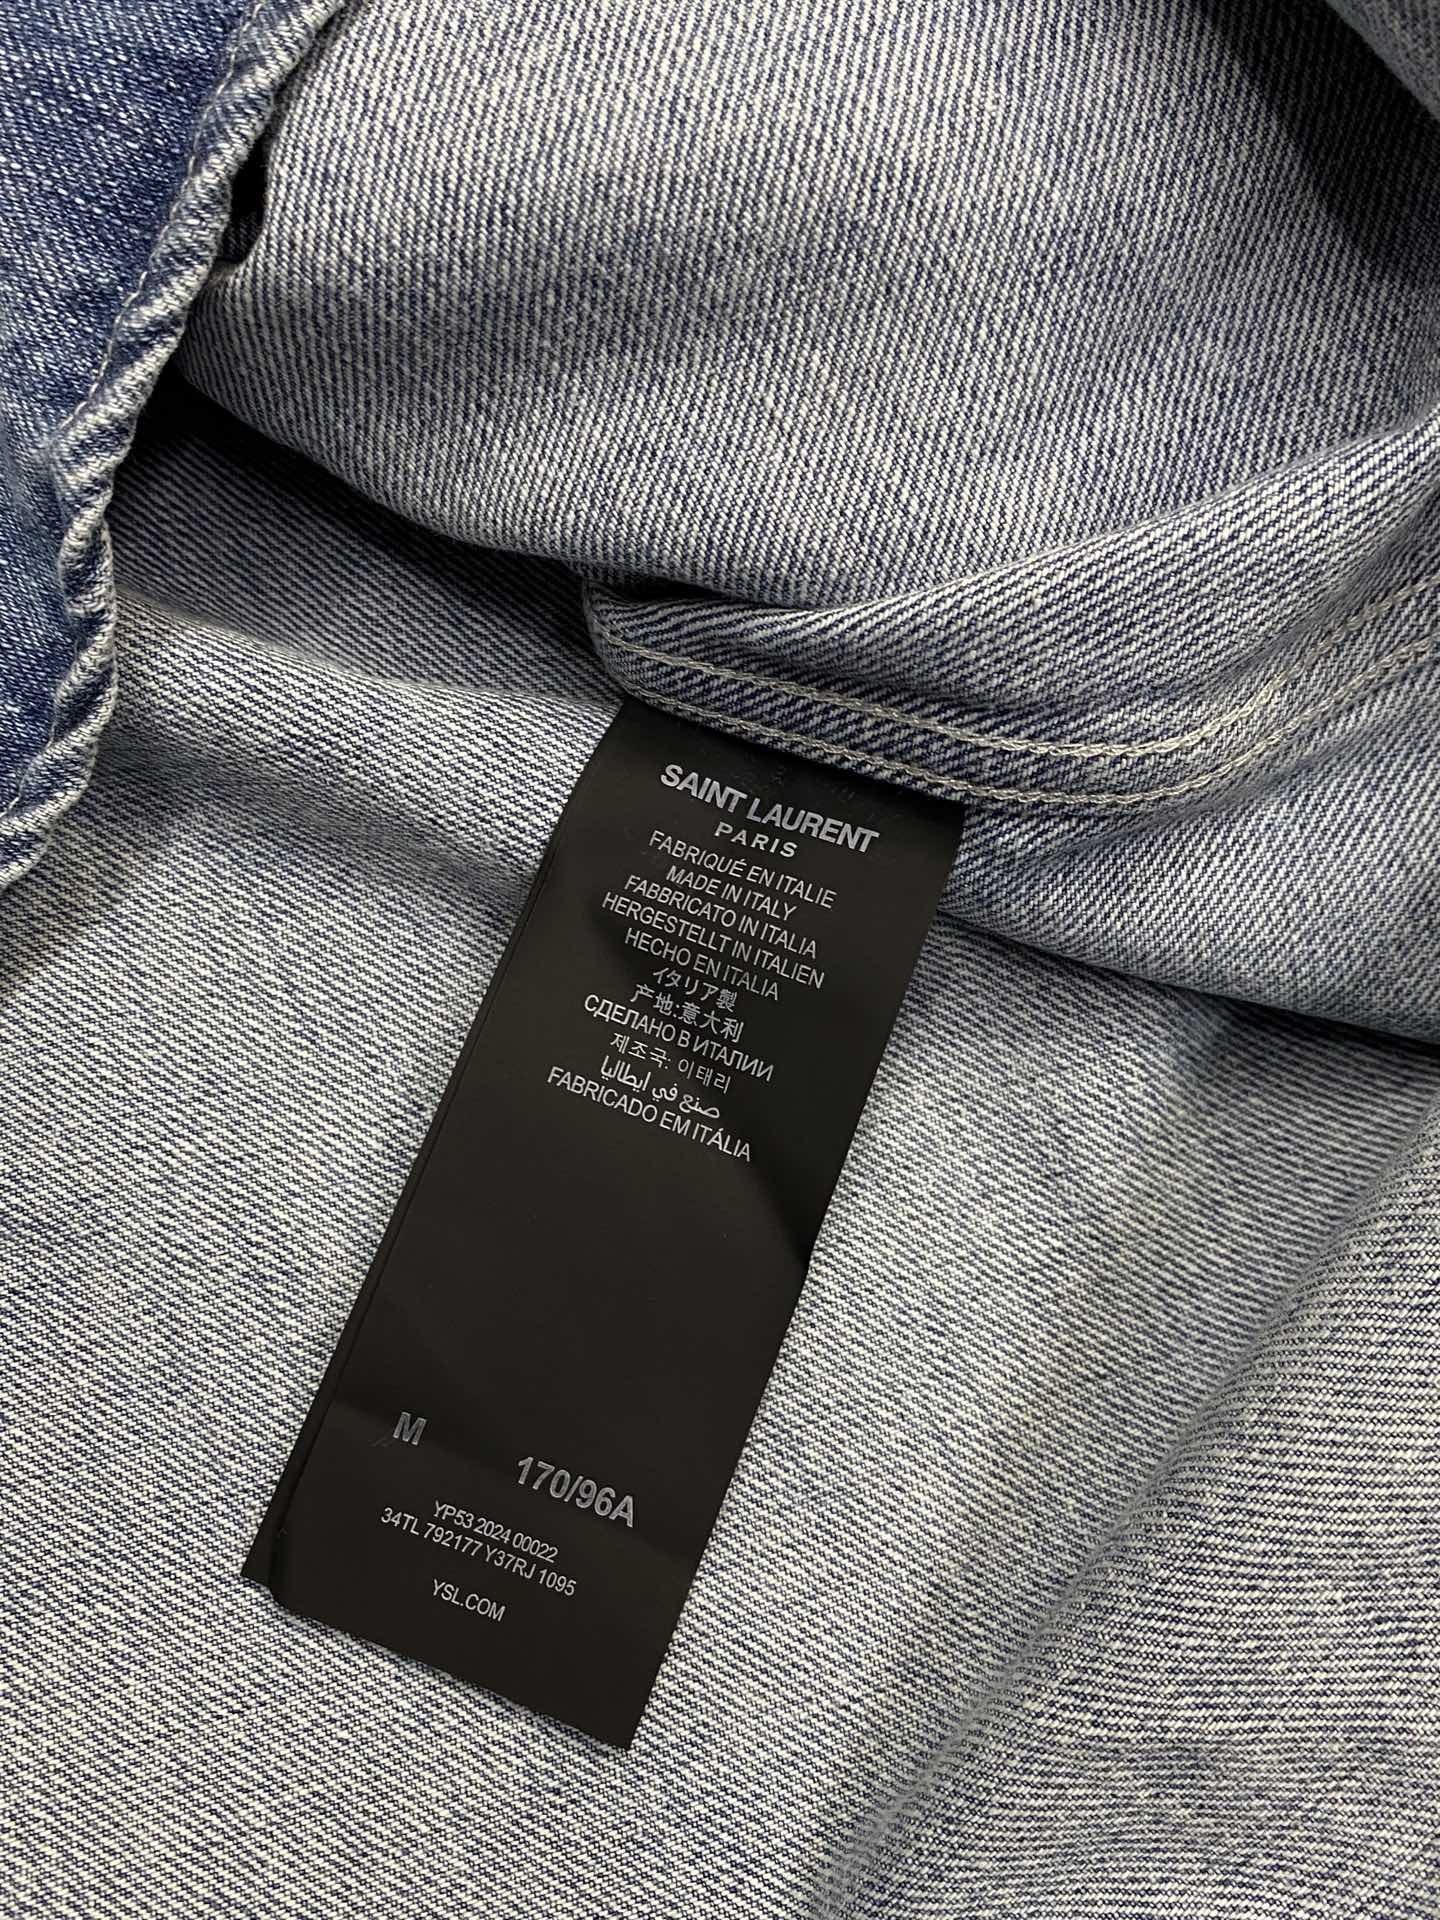 SAINT LAURENT
PARIS
FABRIQUÉ EN ITALIE
MADE IN ITALY
FABBRICATO IN ITALIA
HERGESTELLT IN ITALIEN
HECHO EN ITALIA
イタリア製
产地:意大利
СДЕЛАНО В ИТАЛИИ
제조국: 이태리
صنع في إيطاليا
FABRICADO EM ITÁLIA
M
170/96A
YP53 2024 00022
34TL 792177 Y37RJ 1095
YSL.COM